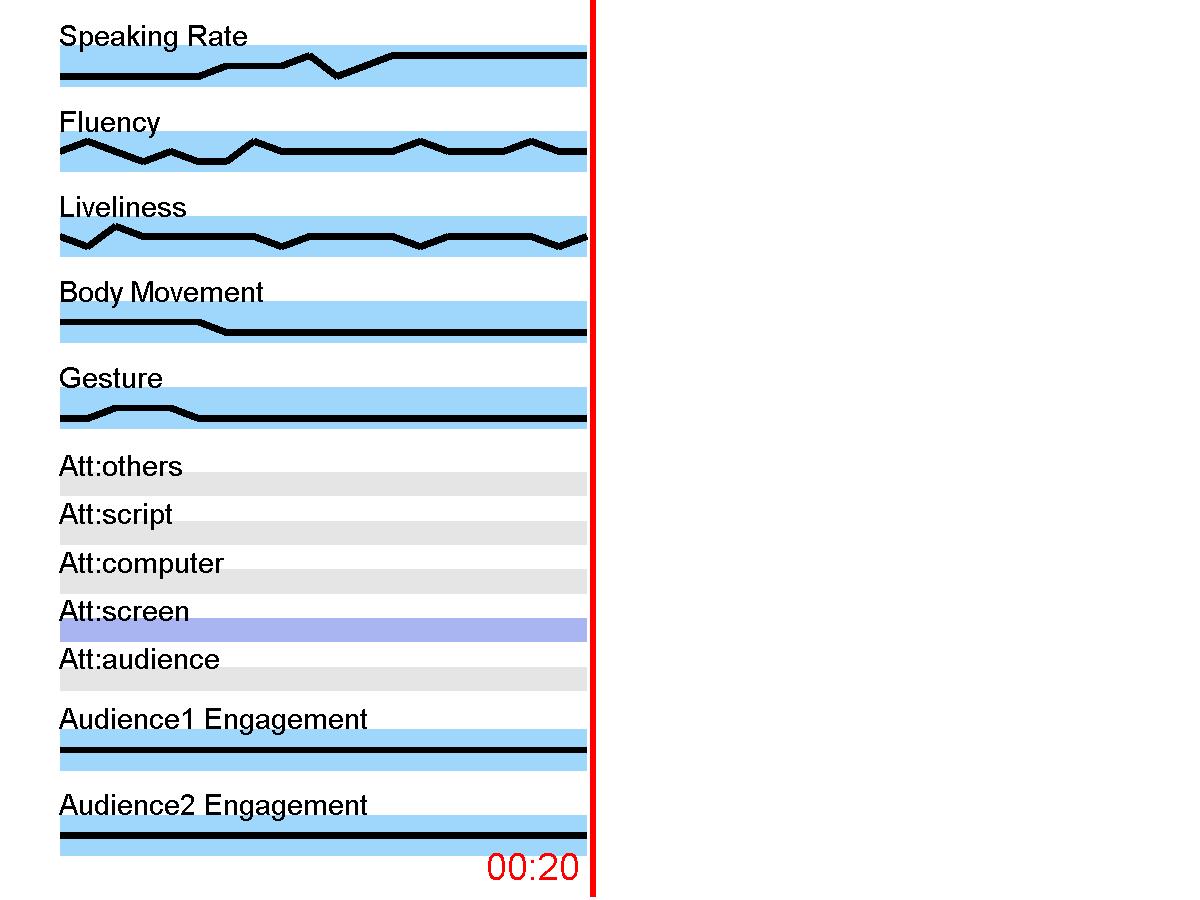 Speaking Rate
Fluency
Liveliness
Body Movement
Gesture
Att:others
Att:script
Att:computer
Att:screen
Att:audience
Audience1 Engagement
Audience2 Engagement
00:20